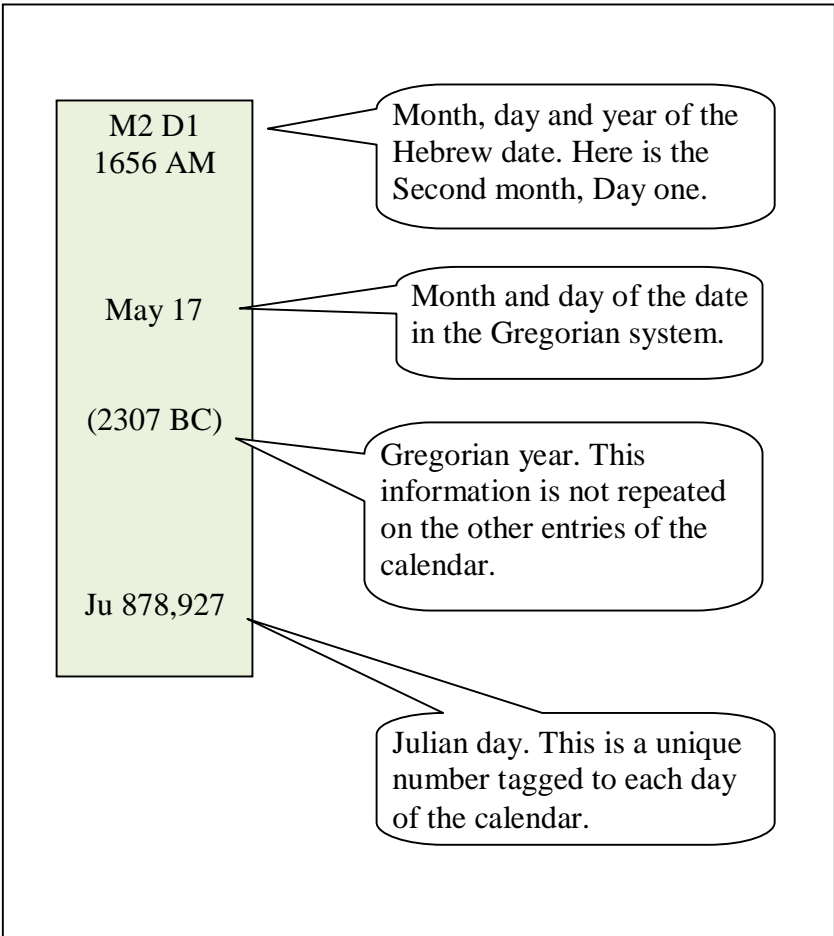 M2 D1
1656 AM
Month, day and year of the
Hebrew date. Here is the
Second month, Day one.
May 17
Month and day of the date
in the Gregorian system.
(2307 BC)
Gregorian year. This
information is not repeated
on the other entries of the
calendar.
Ju 878,927
Julian day. This is a unique
number tagged to each day
of the calendar.